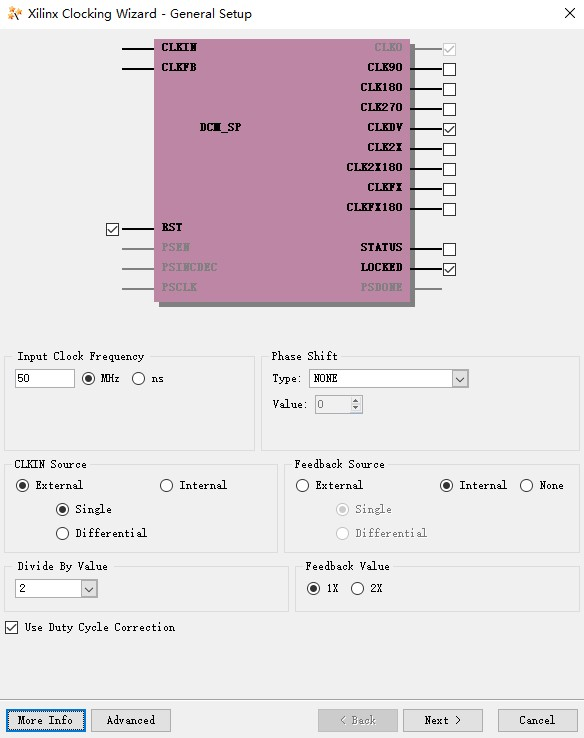 Xilinx Clocking Wizard - General Setup
CLKIN CLK0
CLKFB CLK90
CLK180
CLK270
DCM_SP CLKDV
CLK2X
CLK2X180
CLKFX
CLKFX180
RST
PSEN STATUS
PSINCDEC LOCKED
PSCLK PSDONE
Input Clock Frequency
50 MHz ns
Phase Shift
Type: NONE
Value: 0
CLKIN Source
External Internal
Single
Differential
Feedback Source
External Internal None
Single
Differential
Divide By Value
2
Feedback Value
1X 2X
Use Duty Cycle Correction
More Info Advanced < Back Next > Cancel